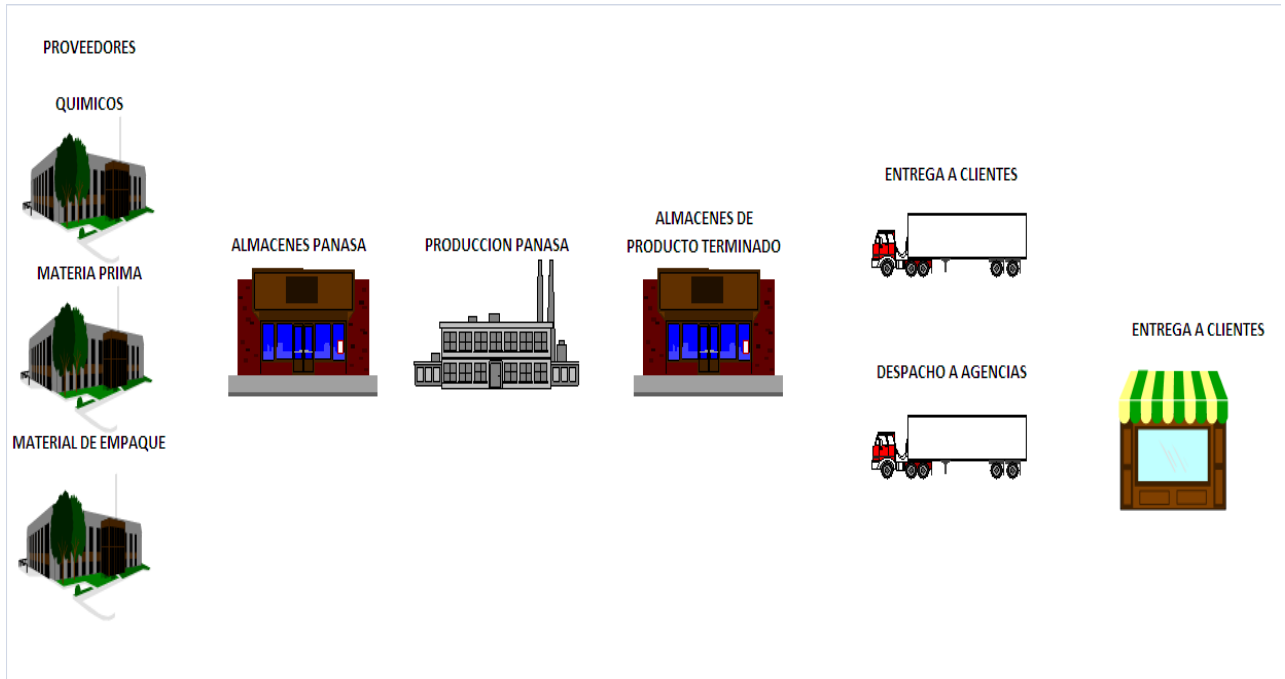 PROVEEDORES
QUIMICOS
MATERIA PRIMA
MATERIAL DE EMPAQUE
ALMACENES PANASA
PRODUCCION PANASA
ALMACENES DE
PRODUCTO TERMINADO
ENTREGA A CLIENTES
DESPACHO A AGENCIAS
ENTREGA A CLIENTES